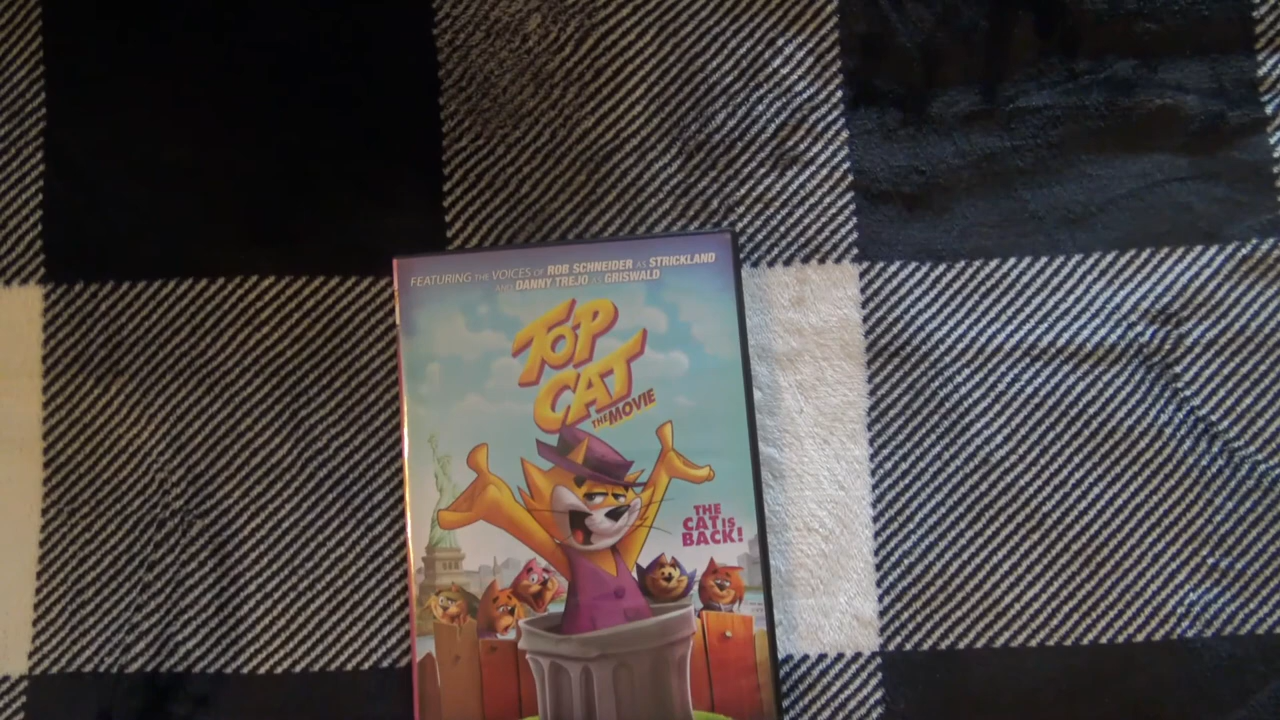 FEATURING THE VOICES OF ROB SCHNEIDER AS STRICKLAND
AND DANNY TREJO AS GRISWALD
TOP
CAT
THE MOVIE
THE
CAT IS
BACK!